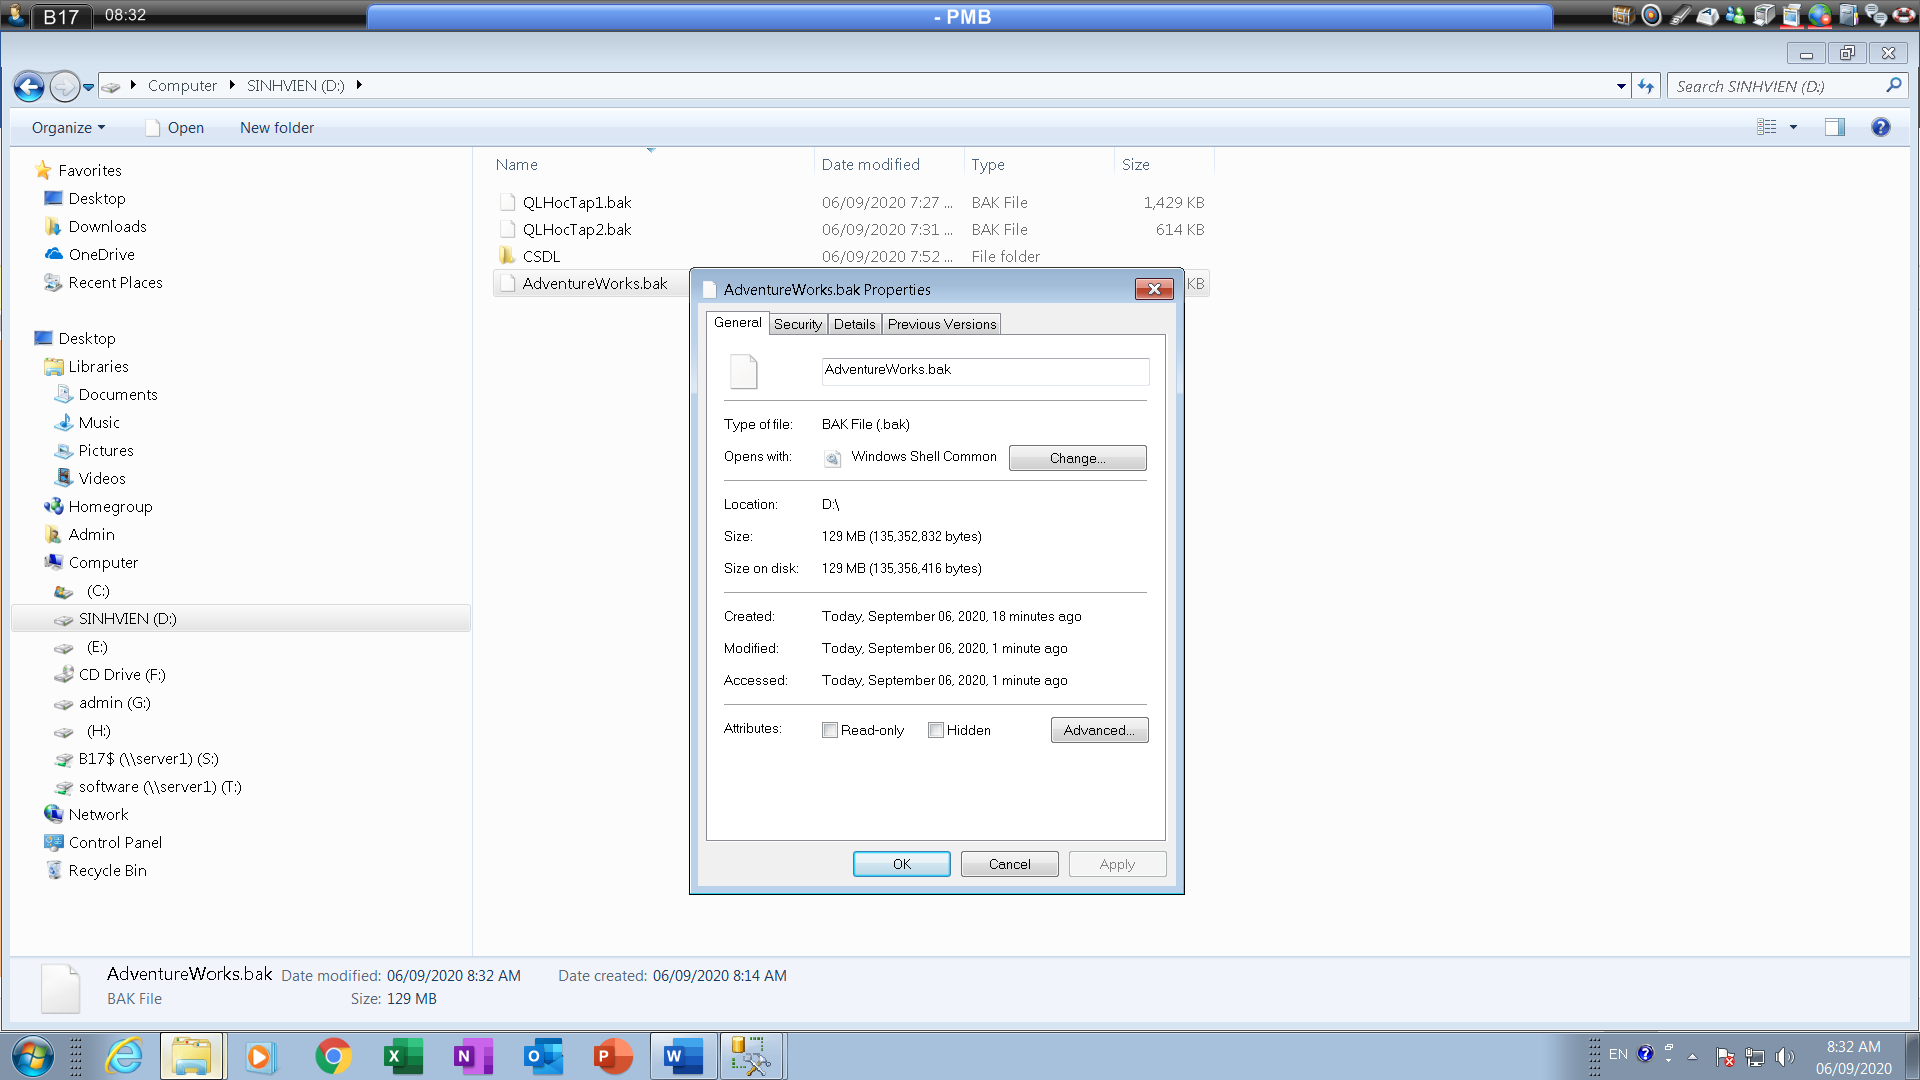 B17 08:32
- PMB
Computer SINHVIEN (D:)
Search SINHVIEN (D:)
Organize Open New folder
Name Date modified Type Size
QLHocTap1.bak 06/09/2020 7:27 ... BAK File 1,429 KB
QLHocTap2.bak 06/09/2020 7:31 ... BAK File 614 KB
CSDL 06/09/2020 7:52 ... File folder
AdventureWorks.bak KB
Favorites
Desktop
Downloads
OneDrive
Recent Places
Desktop
Libraries
Documents
Music
Pictures
Videos
Homegroup
Admin
Computer
(C:)
SINHVIEN (D:)
(E:)
CD Drive (F:)
admin (G:)
(H:)
B17$ (\\server1) (S:)
software (\\server1) (T:)
Network
Control Panel
Recycle Bin
AdventureWorks.bak Properties
General Security Details Previous Versions
AdventureWorks.bak
Type of file: BAK File (.bak)
Opens with: Windows Shell Common Change...
Location: D:\
Size: 129 MB (135,352,832 bytes)
Size on disk: 129 MB (135,356,416 bytes)
Created: Today, September 06, 2020, 18 minutes ago
Modified: Today, September 06, 2020, 1 minute ago
Accessed: Today, September 06, 2020, 1 minute ago
Attributes: Read-only Hidden Advanced...
OK Cancel Apply
AdventureWorks.bak Date modified: 06/09/2020 8:32 AM Date created: 06/09/2020 8:14 AM
BAK File Size: 129 MB
EN
8:32 AM
06/09/2020